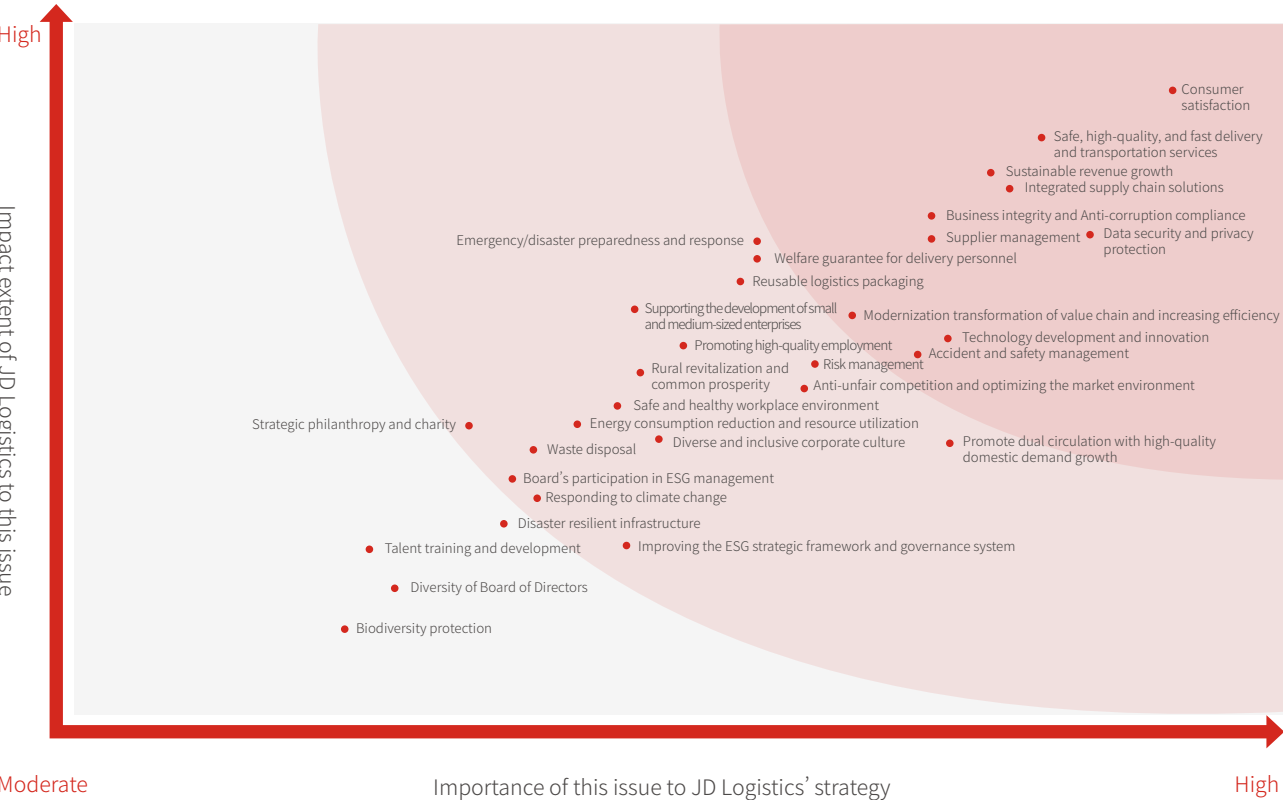 High
Consumer
satisfaction
Safe, high-quality, and fast delivery
and transportation services
Sustainable revenue growth
Integrated supply chain solutions
Business integrity and Anti-corruption compliance
Emergency/disaster preparedness and response
Supplier management
Data security and privacy
protection
Welfare guarantee for delivery personnel
Reusable logistics packaging
Supporting the development of small
and medium-sized enterprises
Modernization transformation of value chain and increasing efficiency
Technology development and innovation
Promoting high-quality employment
Accident and safety management
Risk management
Rural revitalization and
common prosperity
Anti-unfair competition and optimizing the market environment
Safe and healthy workplace environment
Strategic philanthropy and charity
Energy consumption reduction and resource utilization
Diverse and inclusive corporate culture
Promote dual circulation with high-quality
domestic demand growth
Waste disposal
Board’s participation in ESG management
Responding to climate change
Disaster resilient infrastructure
Talent training and development
Improving the ESG strategic framework and governance system
Diversity of Board of Directors
Biodiversity protection
Impact extent of JD Logistics to this issue
Moderate
Importance of this issue to JD Logistics’ strategy
High